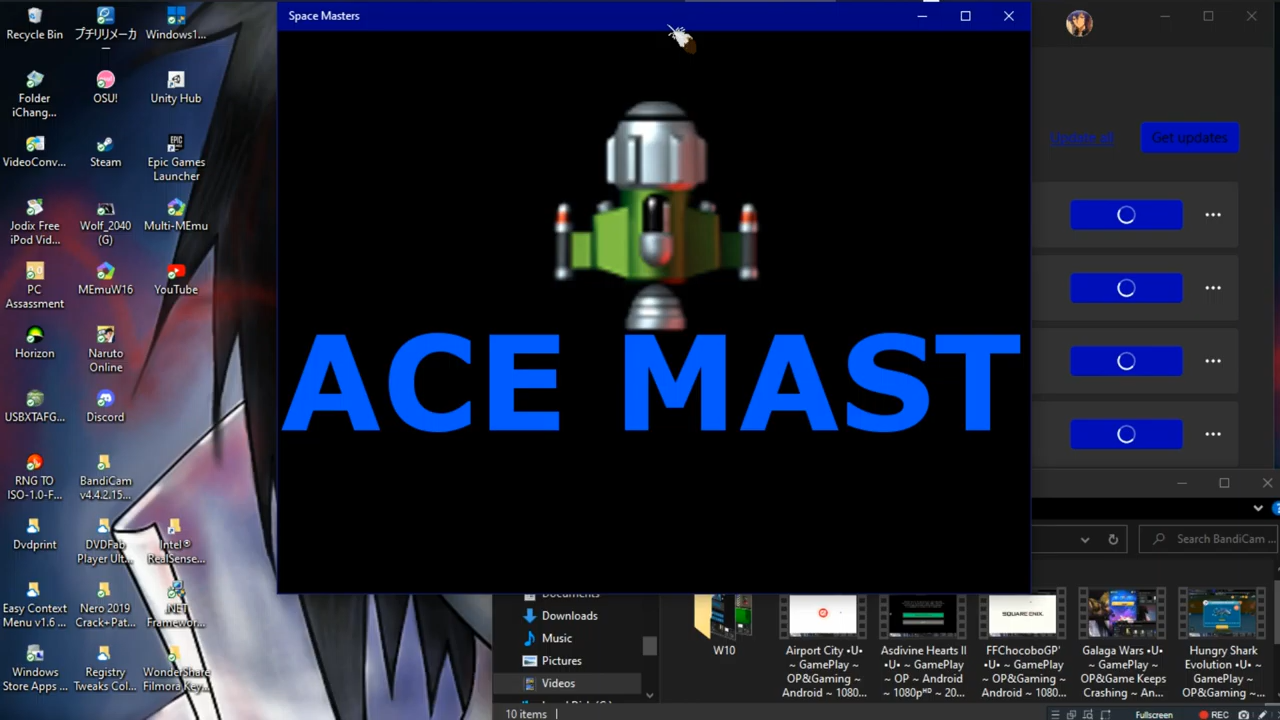 Space Masters
Recycle Bin
プチリリメーカー
Windows1...
Folder
iChang...
OSU!
Unity Hub
VideoConv...
Steam
Epic Games
Launcher
Jodix Free
iPod Vid...
Wolf_2040
(G)
Multi-MEmu
PC
Assassment
MEmuW16
YouTube
Horizon
Naruto
Online
USBXTAFG...
Discord
RNG TO
ISO-1.0-F...
BandiCam
v4.4.2.15...
Dvdprint
DVDFab
Player Ult...
Intel®
RealSense...
Easy Context
Menu v1.6 ...
Nero 2019
Crack+Pat...
.NET
Framewor...
Windows
Store Apps ...
Registry
Tweaks Col...
WonderShare
Filmora Key...
ACE MAST
Update all
Get updates
Search BandiCam ...
Documents
Downloads
Music
Pictures
Videos
W10
Airport City •U•
~ GamePlay ~
OP&Gaming ~
Android ~ 1080...
Asdivine Hearts II
•U• ~ GamePlay
~ OP ~ Android
~ 1080pᴴᴰ ~ 20...
FFChocoboGP'
•U• ~ GamePlay
~ OP&Gaming ~
Android ~ 1080...
Galaga Wars •U•
~ GamePlay ~
OP&Game Keeps
Crashing ~ An...
Hungry Shark
Evolution •U• ~
GamePlay ~
OP&Gaming ~...
10 items
Fullscreen
REC